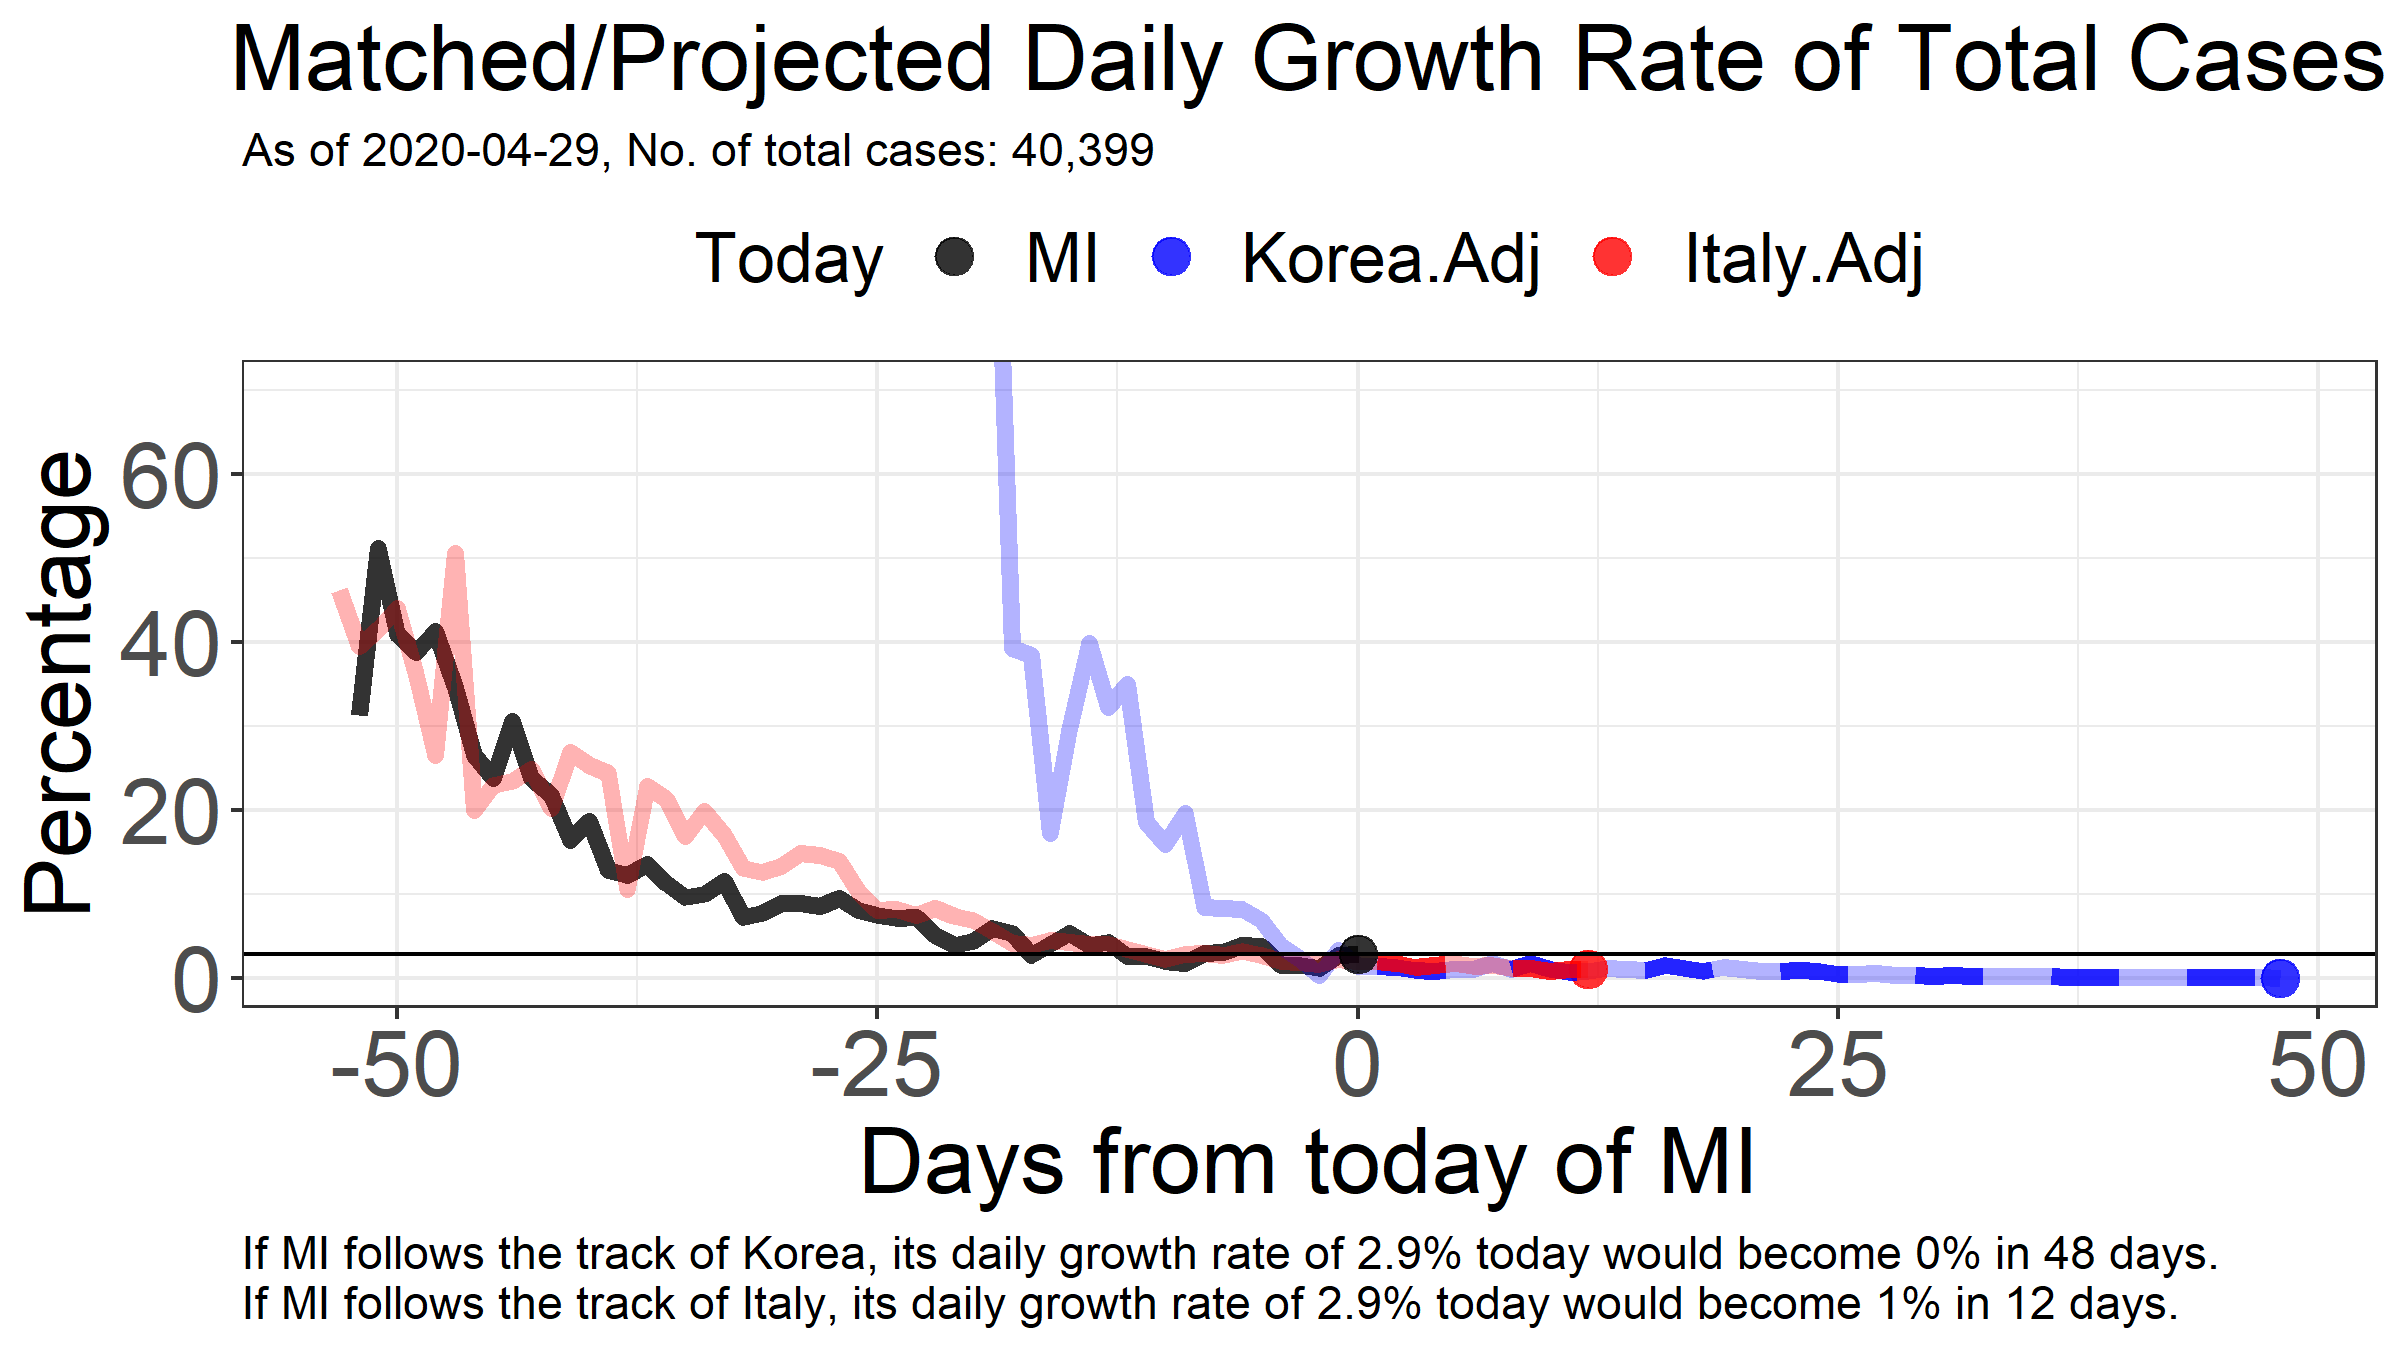 Matched/Projected Daily Growth Rate of Total Cases
As of 2020-04-29, No. of total cases: 40,399
Today MI Korea.Adj Italy.Adj
Percentage
60
40
20
0
-50 -25 0 25 50
Days from today of MI
If MI follows the track of Korea, its daily growth rate of 2.9% today would become 0% in 48 days.
If MI follows the track of Italy, its daily growth rate of 2.9% today would become 1% in 12 days.